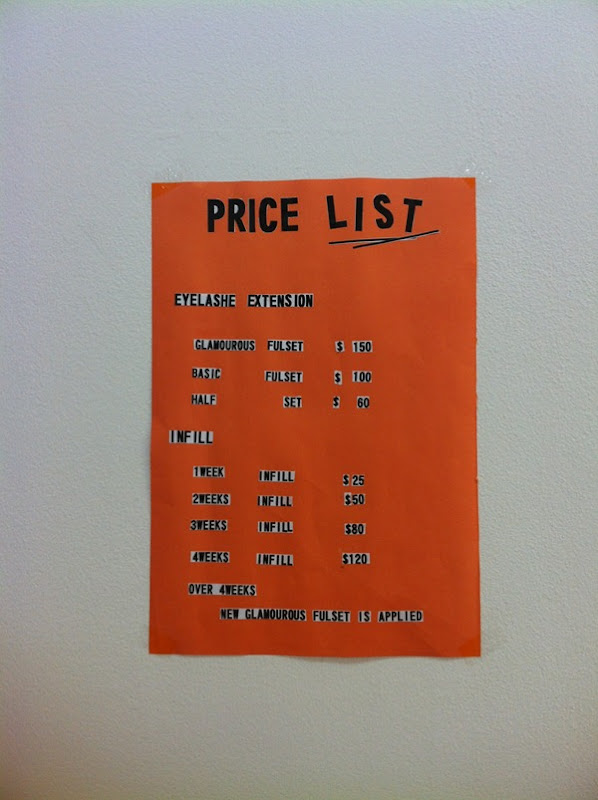 PRICE LIST
EYELASHE EXTENSION
GLAMOUROUS FULSET $ 150
BASIC FULSET $ 100
HALF SET $ 60
INFILL
1WEEK INFILL $25
2WEEKS INFILL $50
3WEEKS INFILL $80
4WEEKS INFILL $120
OVER 4WEEKS
NEW GLAMOUROUS FULSET IS APPLIED